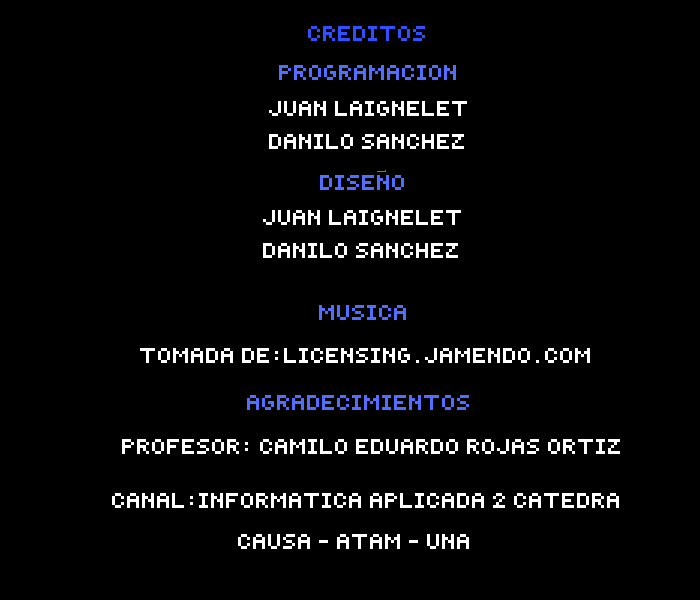 CREDITOS
PROGRAMACION
JUAN LAIGNELET
DANILO SANCHEZ
DISEÑO
JUAN LAIGNELET
DANILO SANCHEZ
MUSICA
TOMADA DE:LICENSING.JAMENDO.COM
AGRADECIMIENTOS
PROFESOR: CAMILO EDUARDO ROJAS ORTIZ
CANAL:INFORMATICA APLICADA 2 CATEDRA
CAUSA - ATAM - UNA